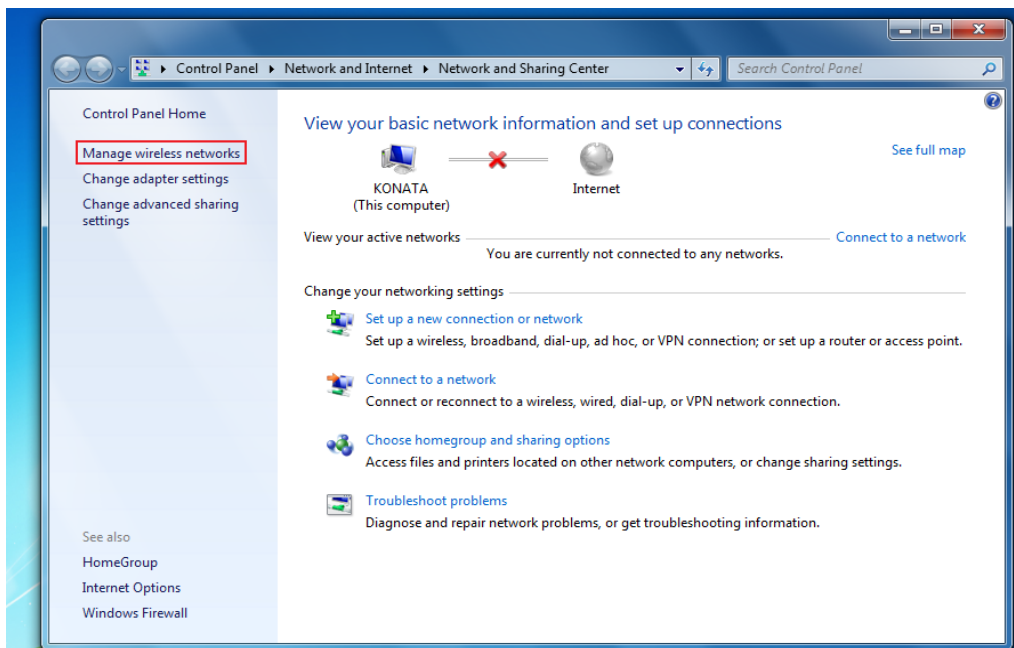 Control Panel ▸ Network and Internet ▸ Network and Sharing Center
Search Control Panel
Control Panel Home
Manage wireless networks
Change adapter settings
Change advanced sharing
settings
See also
HomeGroup
Internet Options
Windows Firewall
View your basic network information and set up connections
See full map
KONATA
(This computer)
Internet
View your active networks
Connect to a network
You are currently not connected to any networks.
Change your networking settings
Set up a new connection or network
Set up a wireless, broadband, dial-up, ad hoc, or VPN connection; or set up a router or access point.
Connect to a network
Connect or reconnect to a wireless, wired, dial-up, or VPN network connection.
Choose homegroup and sharing options
Access files and printers located on other network computers, or change sharing settings.
Troubleshoot problems
Diagnose and repair network problems, or get troubleshooting information.